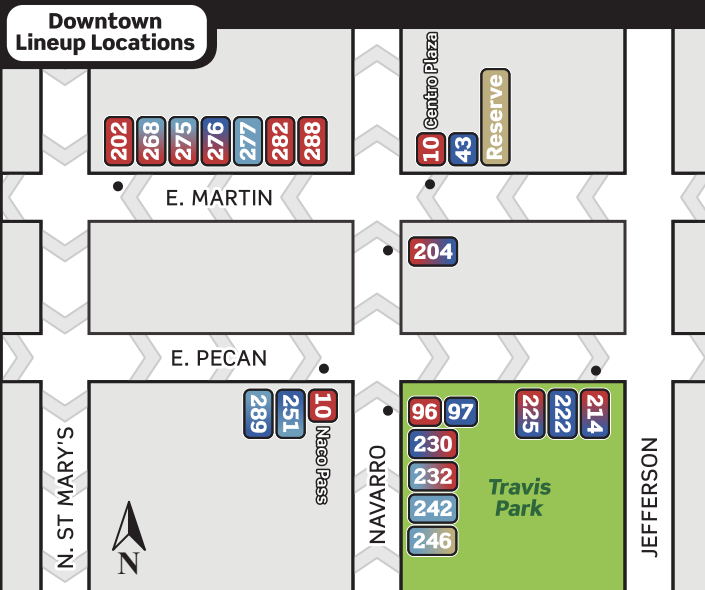 Downtown
Lineup Locations
202
268
275
276
277
282
288
10
Centro Plaza
43
Reserve
E. MARTIN
204
E. PECAN
289
251
10
Naco Pass
96
97
225
222
214
230
232
242
246
Travis
Park
N. ST MARY'S
NAVARRO
JEFFERSON
N